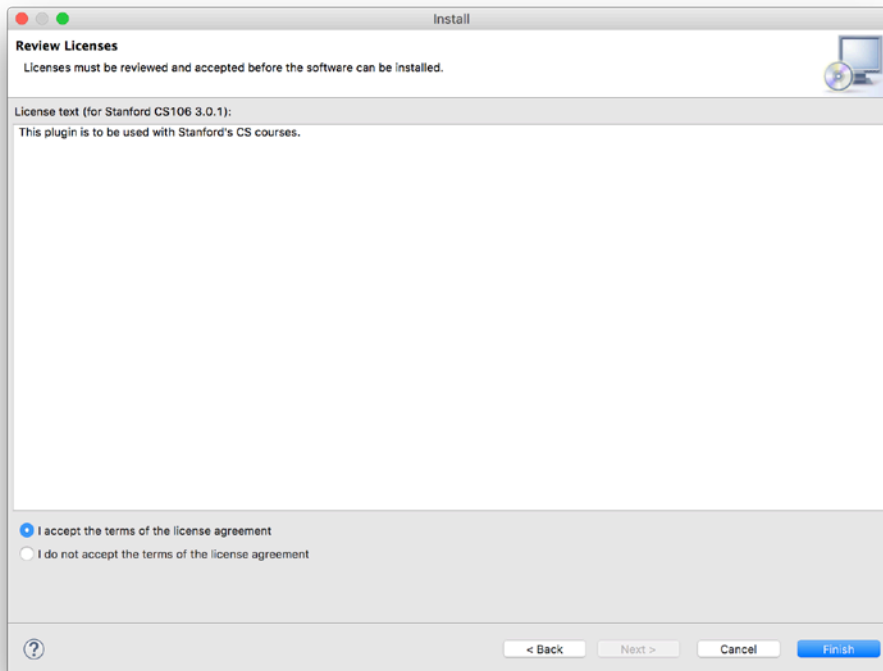 Install
Review Licenses
Licenses must be reviewed and accepted before the software can be installed.
License text (for Stanford CS106 3.0.1):
This plugin is to be used with Stanford's CS courses.
I accept the terms of the license agreement
I do not accept the terms of the license agreement
?
< Back
Next >
Cancel
Finish